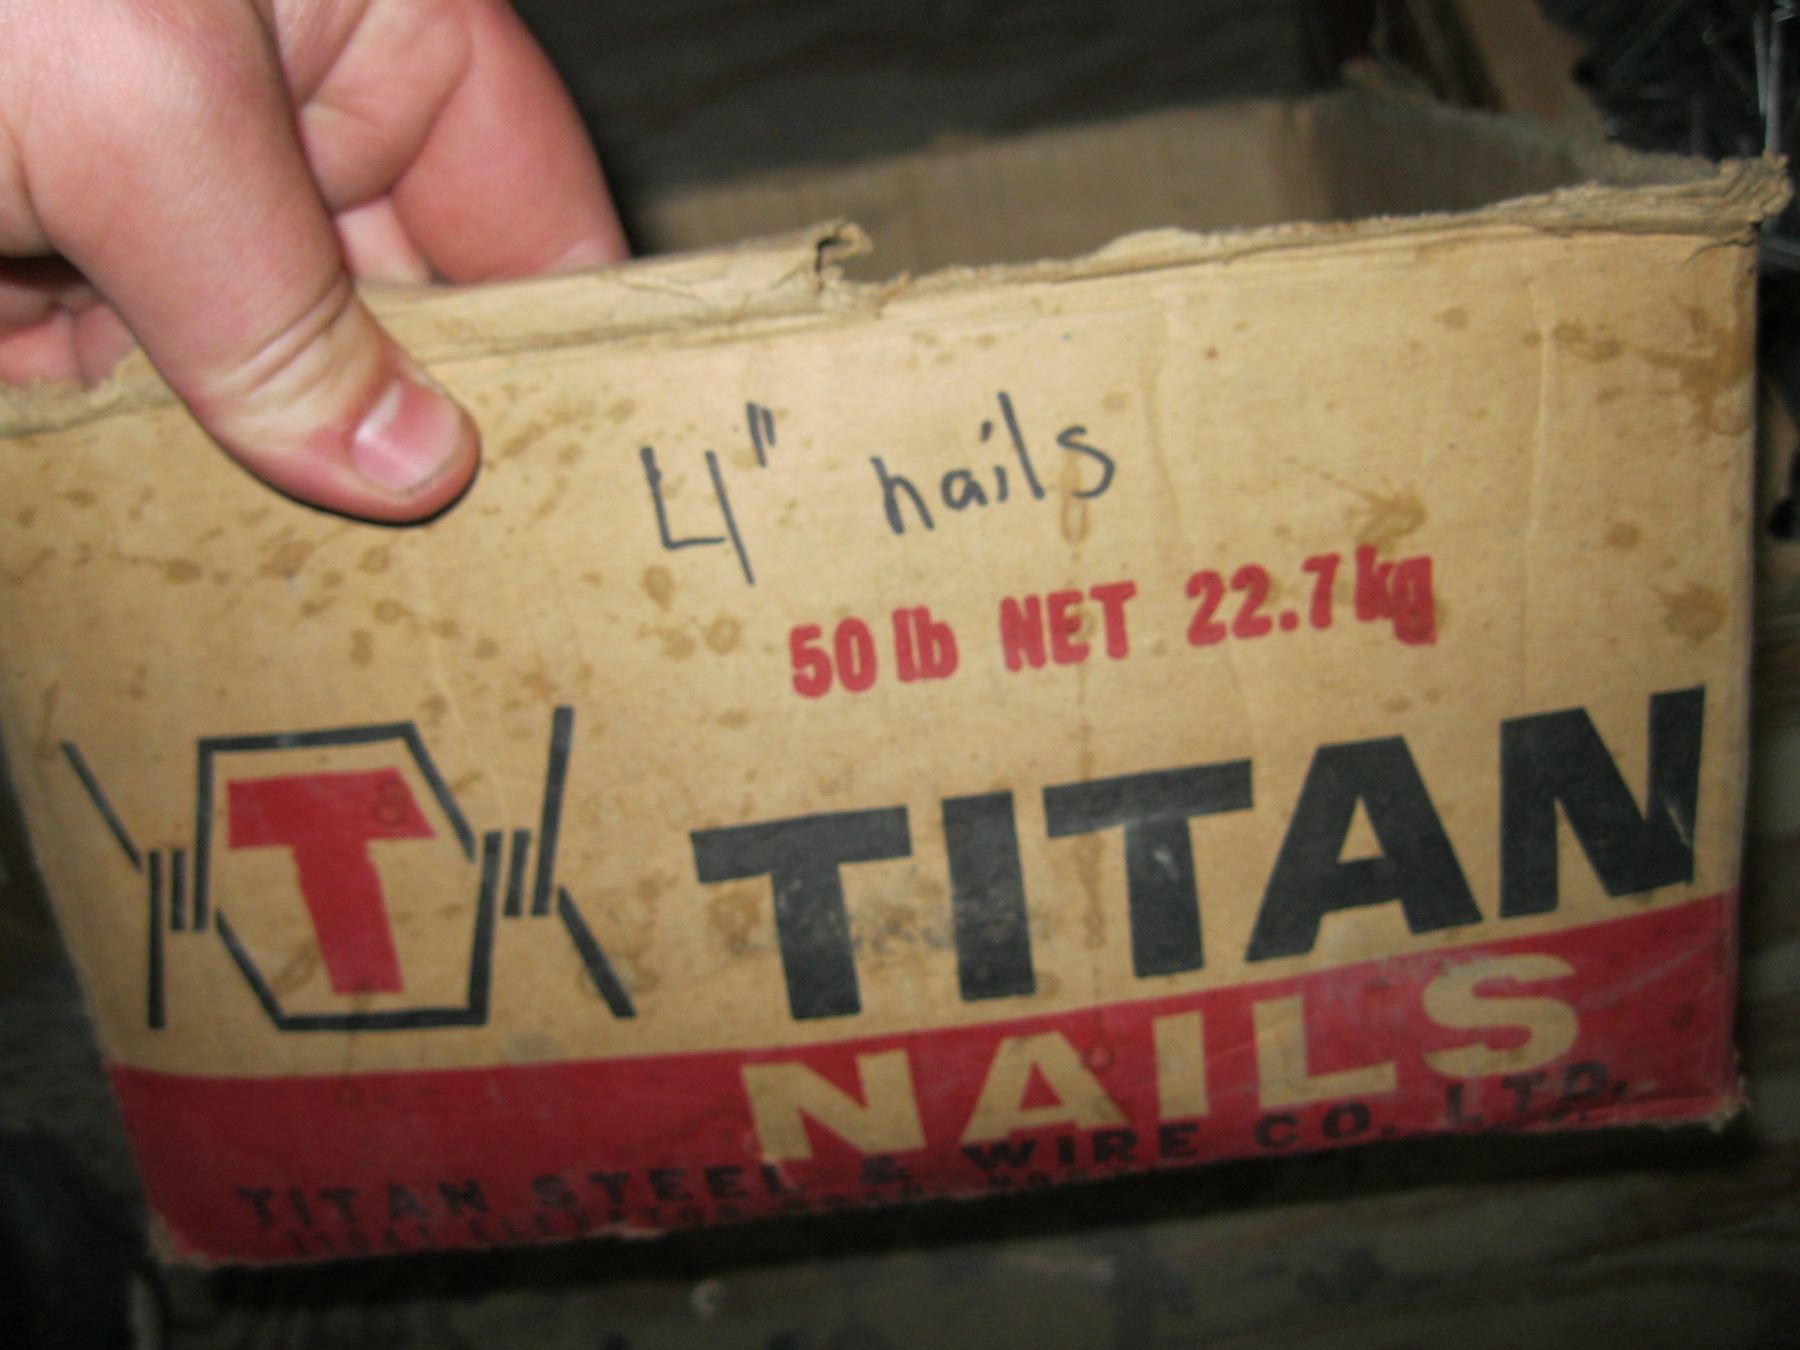 4" nails
50 lb NET 22.7 kg
T TITAN
NAILS
TITAN STEEL & WIRE CO. LTD.